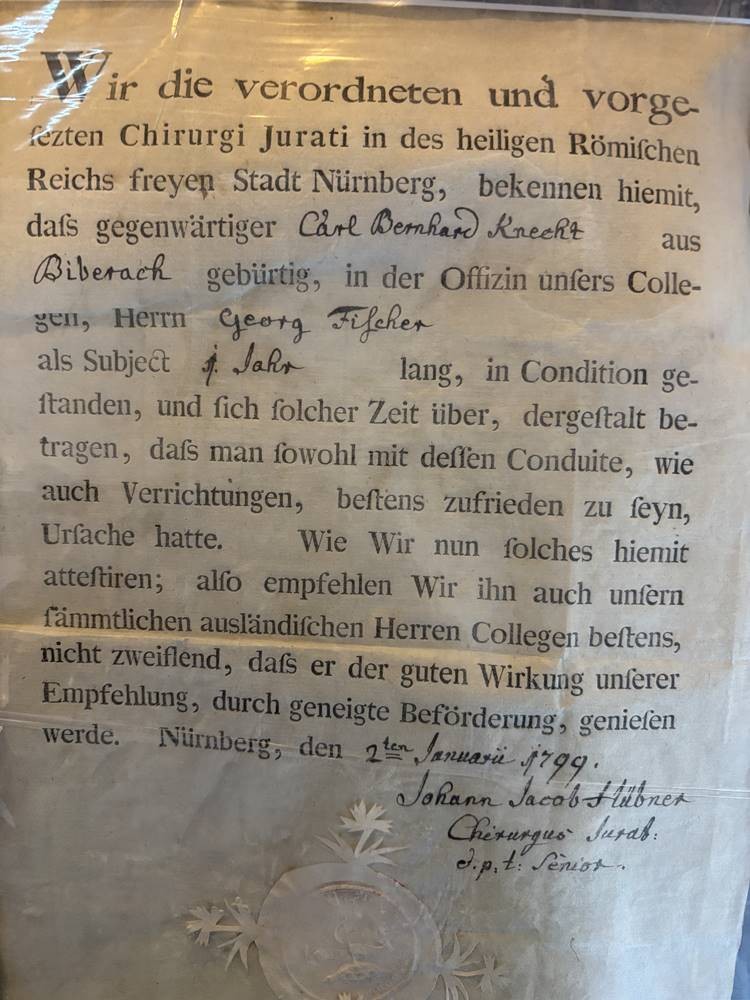 Wir die verordneten und vorge-
ſezten Chirurgi Jurati in des heiligen Römiſchen
Reichs freyen Stadt Nürnberg, bekennen hiemit,
daſs gegenwärtiger Carl Bernhard Knecht aus
Biberach gebürtig, in der Offizin unſers Colle-
gen, Herrn Georg Fiſcher
als Subject 1. Jahr lang, in Condition ge-
ſtanden, und ſich ſolcher Zeit über, dergeſtalt be-
tragen, daſs man ſowohl mit deſſen Conduite, wie
auch Verrichtungen, beſtens zufrieden zu ſeyn,
Urſache hatte. Wie Wir nun ſolches hiemit
atteſtiren; alſo empfehlen Wir ihn auch unſern
ſämmtlichen ausländiſchen Herren Collegen beſtens,
nicht zweiflend, daſs er der guten Wirkung unſerer
Empfehlung, durch geneigte Beförderung, genieſen
werde. Nürnberg, den 2ten Januarii 1799.
Johann Jacob Hübner
Chirurgus Jurat:
d.p.t: Senior.